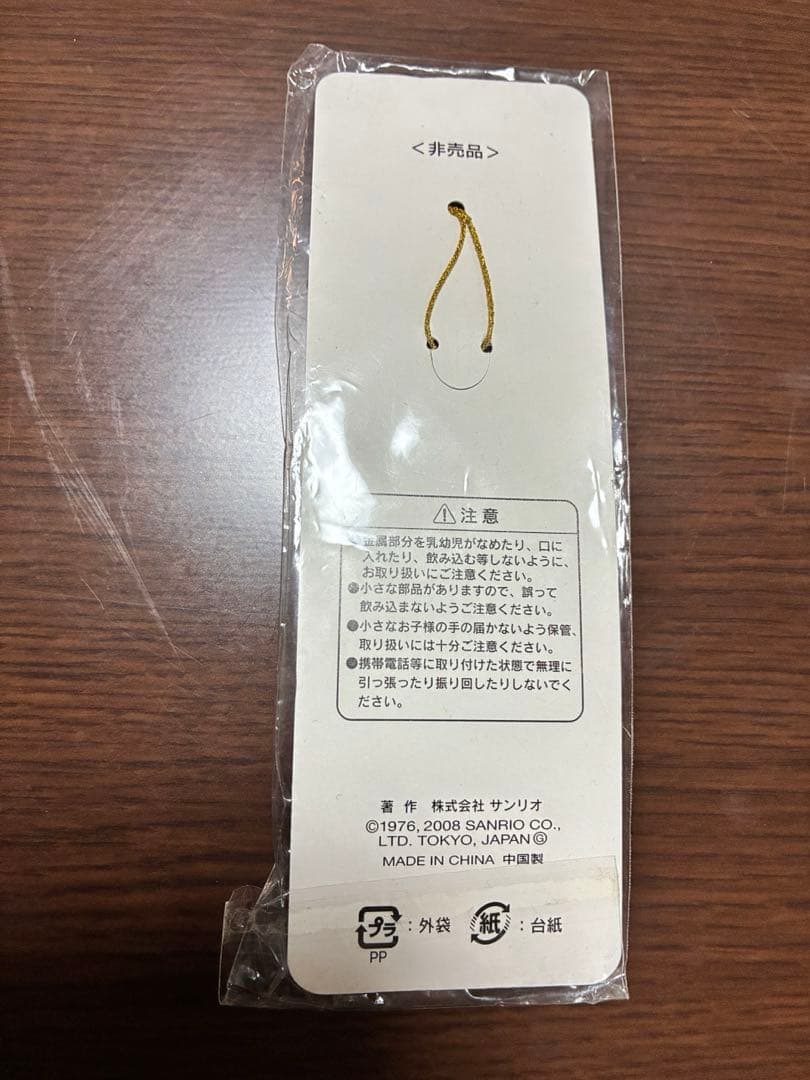 ＜非売品＞
⚠注意
●金属部分を乳幼児がなめたり、口に
入れたり、飲み込む等しないように、
お取り扱いにご注意ください。
●小さな部品がありますので、誤って
飲み込まないようご注意ください。
●小さなお子様の手の届かないよう保管、
取り扱いには十分ご注意ください。
●携帯電話等に取り付けた状態で無理に
引っ張ったり振り回したりしないでく
ださい。
著作 株式会社 サンリオ
©1976, 2008 SANRIO CO.,
LTD. TOKYO, JAPAN Ⓖ
MADE IN CHINA 中国製
プラ：外袋 紙：台紙
PP